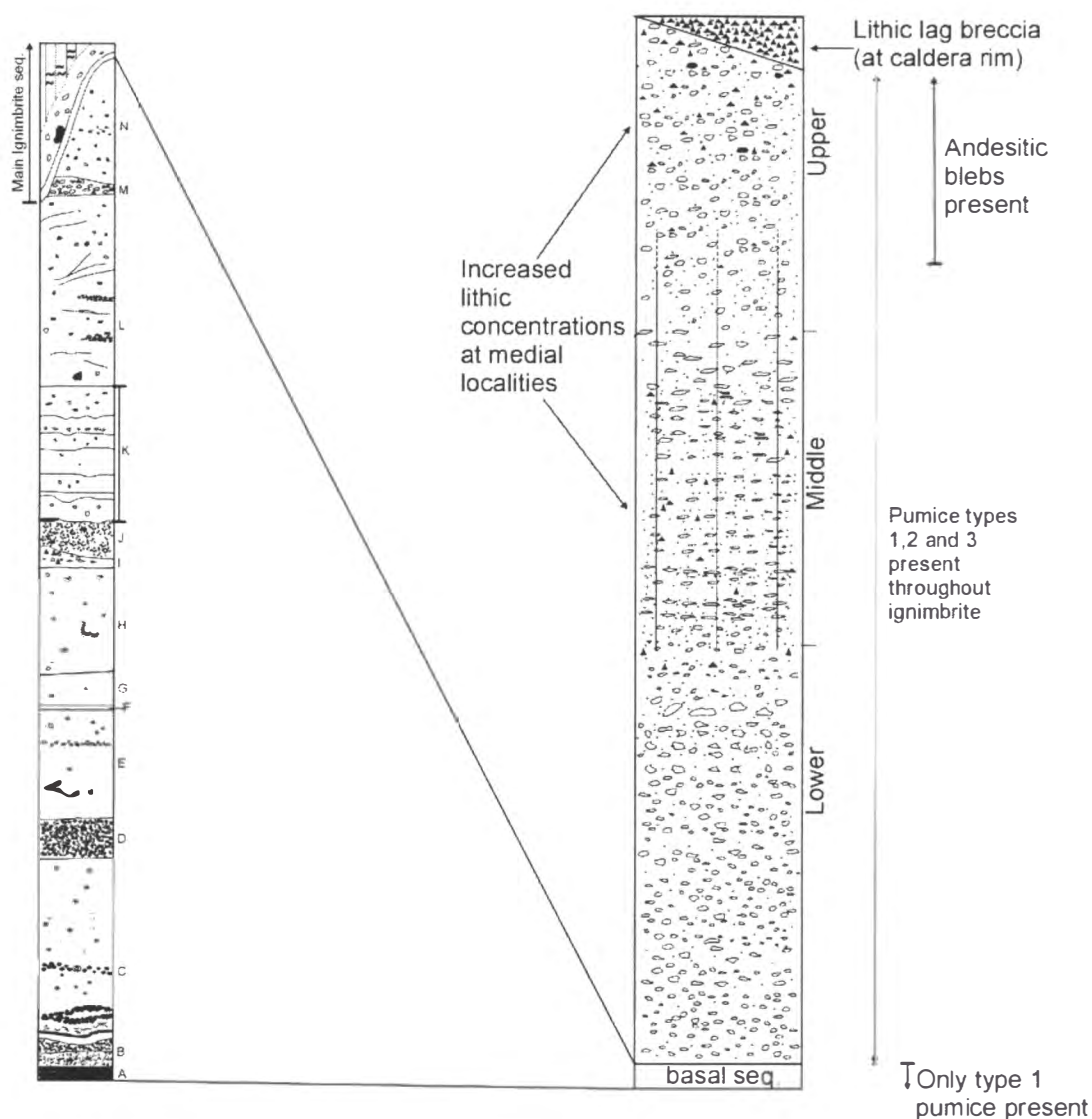 Main Ignimbrite seq.
N
M
L
K
J
I
H
G
F
E
D
C
B
A
Increased
lithic
concentrations
at medial
localities
Upper
Middle
Lower
basal seq.
Lithic lag breccia
(at caldera rim)
Andesitic
blebs
present
Pumice types
1,2 and 3
present
throughout
ignimbrite
Only type 1
pumice present